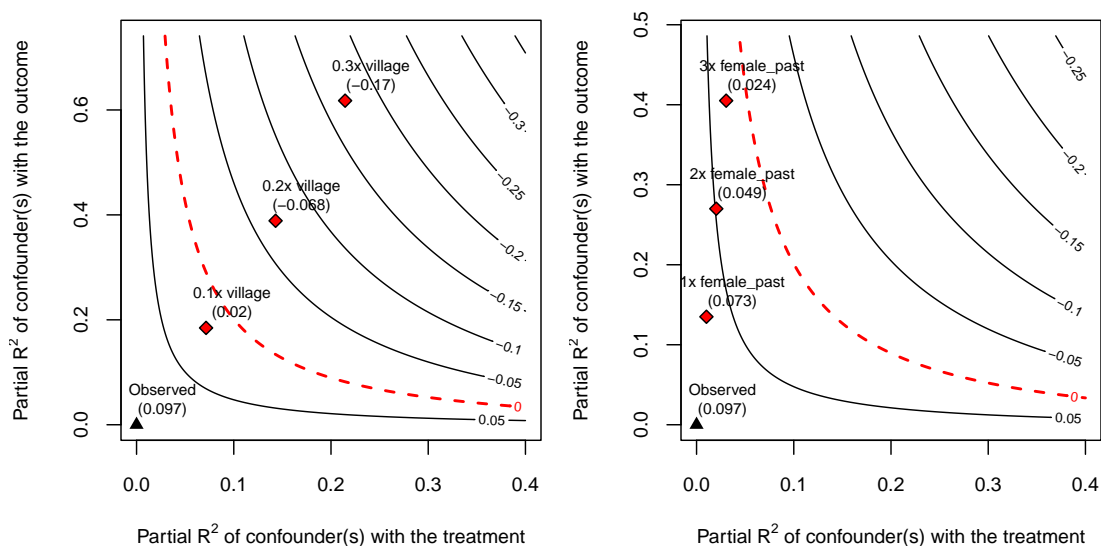 Partial R² of confounder(s) with the outcome
0.6
0.4
0.2
0.0
0.3x village
(−0.17)
0.2x village
(−0.068)
0.1x village
(0.02)
Observed
(0.097)
−0.3
−0.25
−0.2
−0.15
−0.1
−0.05
0
0.05
0.0 0.1 0.2 0.3 0.4
Partial R² of confounder(s) with the treatment
Partial R² of confounder(s) with the outcome
0.5
0.4
0.3
0.2
0.1
0.0
3x female_past
(0.024)
2x female_past
(0.049)
1x female_past
(0.073)
Observed
(0.097)
−0.25
−0.2
−0.15
−0.1
−0.05
0
0.05
0.0 0.1 0.2 0.3 0.4
Partial R² of confounder(s) with the treatment